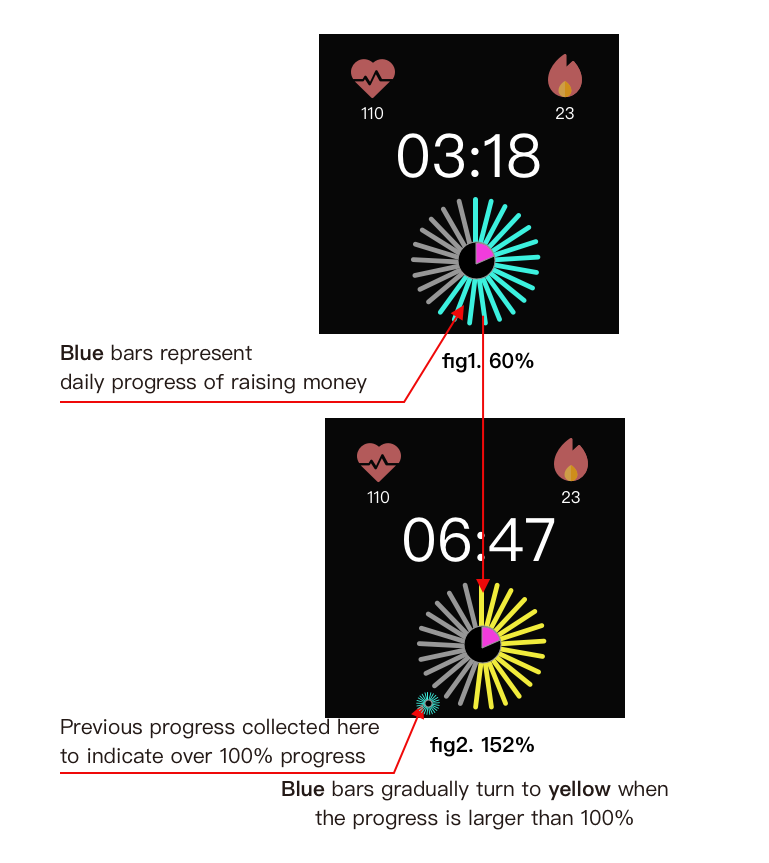 110
23
03:18
Blue bars represent
daily progress of raising money
fig1. 60%
110
23
06:47
Previous progress collected here
to indicate over 100% progress
fig2. 152%
Blue bars gradually turn to yellow when
the progress is larger than 100%